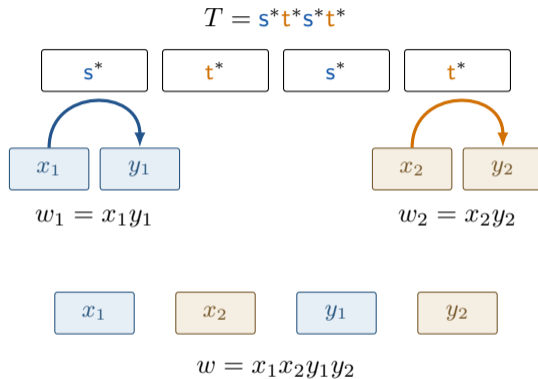 T = s*t*s*t*
s* t* s* t*
x₁ y₁ x₂ y₂
w₁ = x₁y₁ w₂ = x₂y₂
x₁ x₂ y₁ y₂
w = x₁x₂y₁y₂